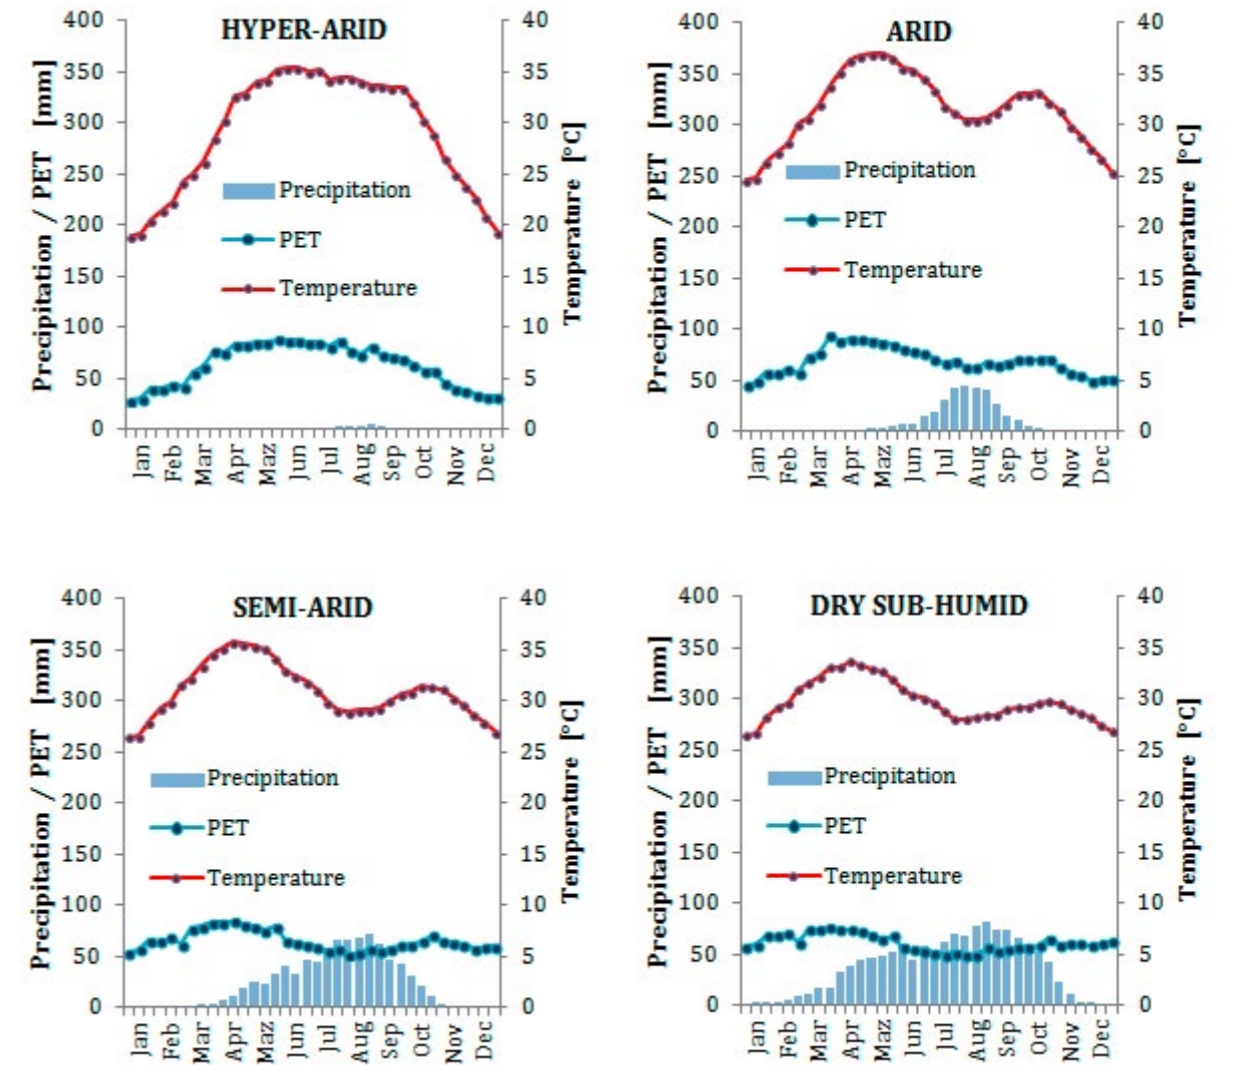 HYPER-ARID
Precipitation / PET [mm]
400
350
300
250
200
150
100
50
0
Precipitation
PET
Temperature
40
35
30
25
20
15
10
5
0
Temperature [°C]
Jan Feb Mar Apr Maz Jun Jul Aug Sep Oct Nov Dec
ARID
Precipitation / PET [mm]
400
350
300
250
200
150
100
50
0
Precipitation
PET
Temperature
40
35
30
25
20
15
10
5
0
Temperature [°C]
Jan Feb Mar Apr Maz Jun Jul Aug Sep Oct Nov Dec
SEMI-ARID
Precipitation / PET [mm]
400
350
300
250
200
150
100
50
0
Precipitation
PET
Temperature
40
35
30
25
20
15
10
5
0
Temperature [°C]
Jan Feb Mar Apr Maz Jun Jul Aug Sep Oct Nov Dec
DRY SUB-HUMID
Precipitation / PET [mm]
400
350
300
250
200
150
100
50
0
Precipitation
PET
Temperature
40
35
30
25
20
15
10
5
0
Temperature [°C]
Jan Feb Mar Apr Maz Jun Jul Aug Sep Oct Nov Dec